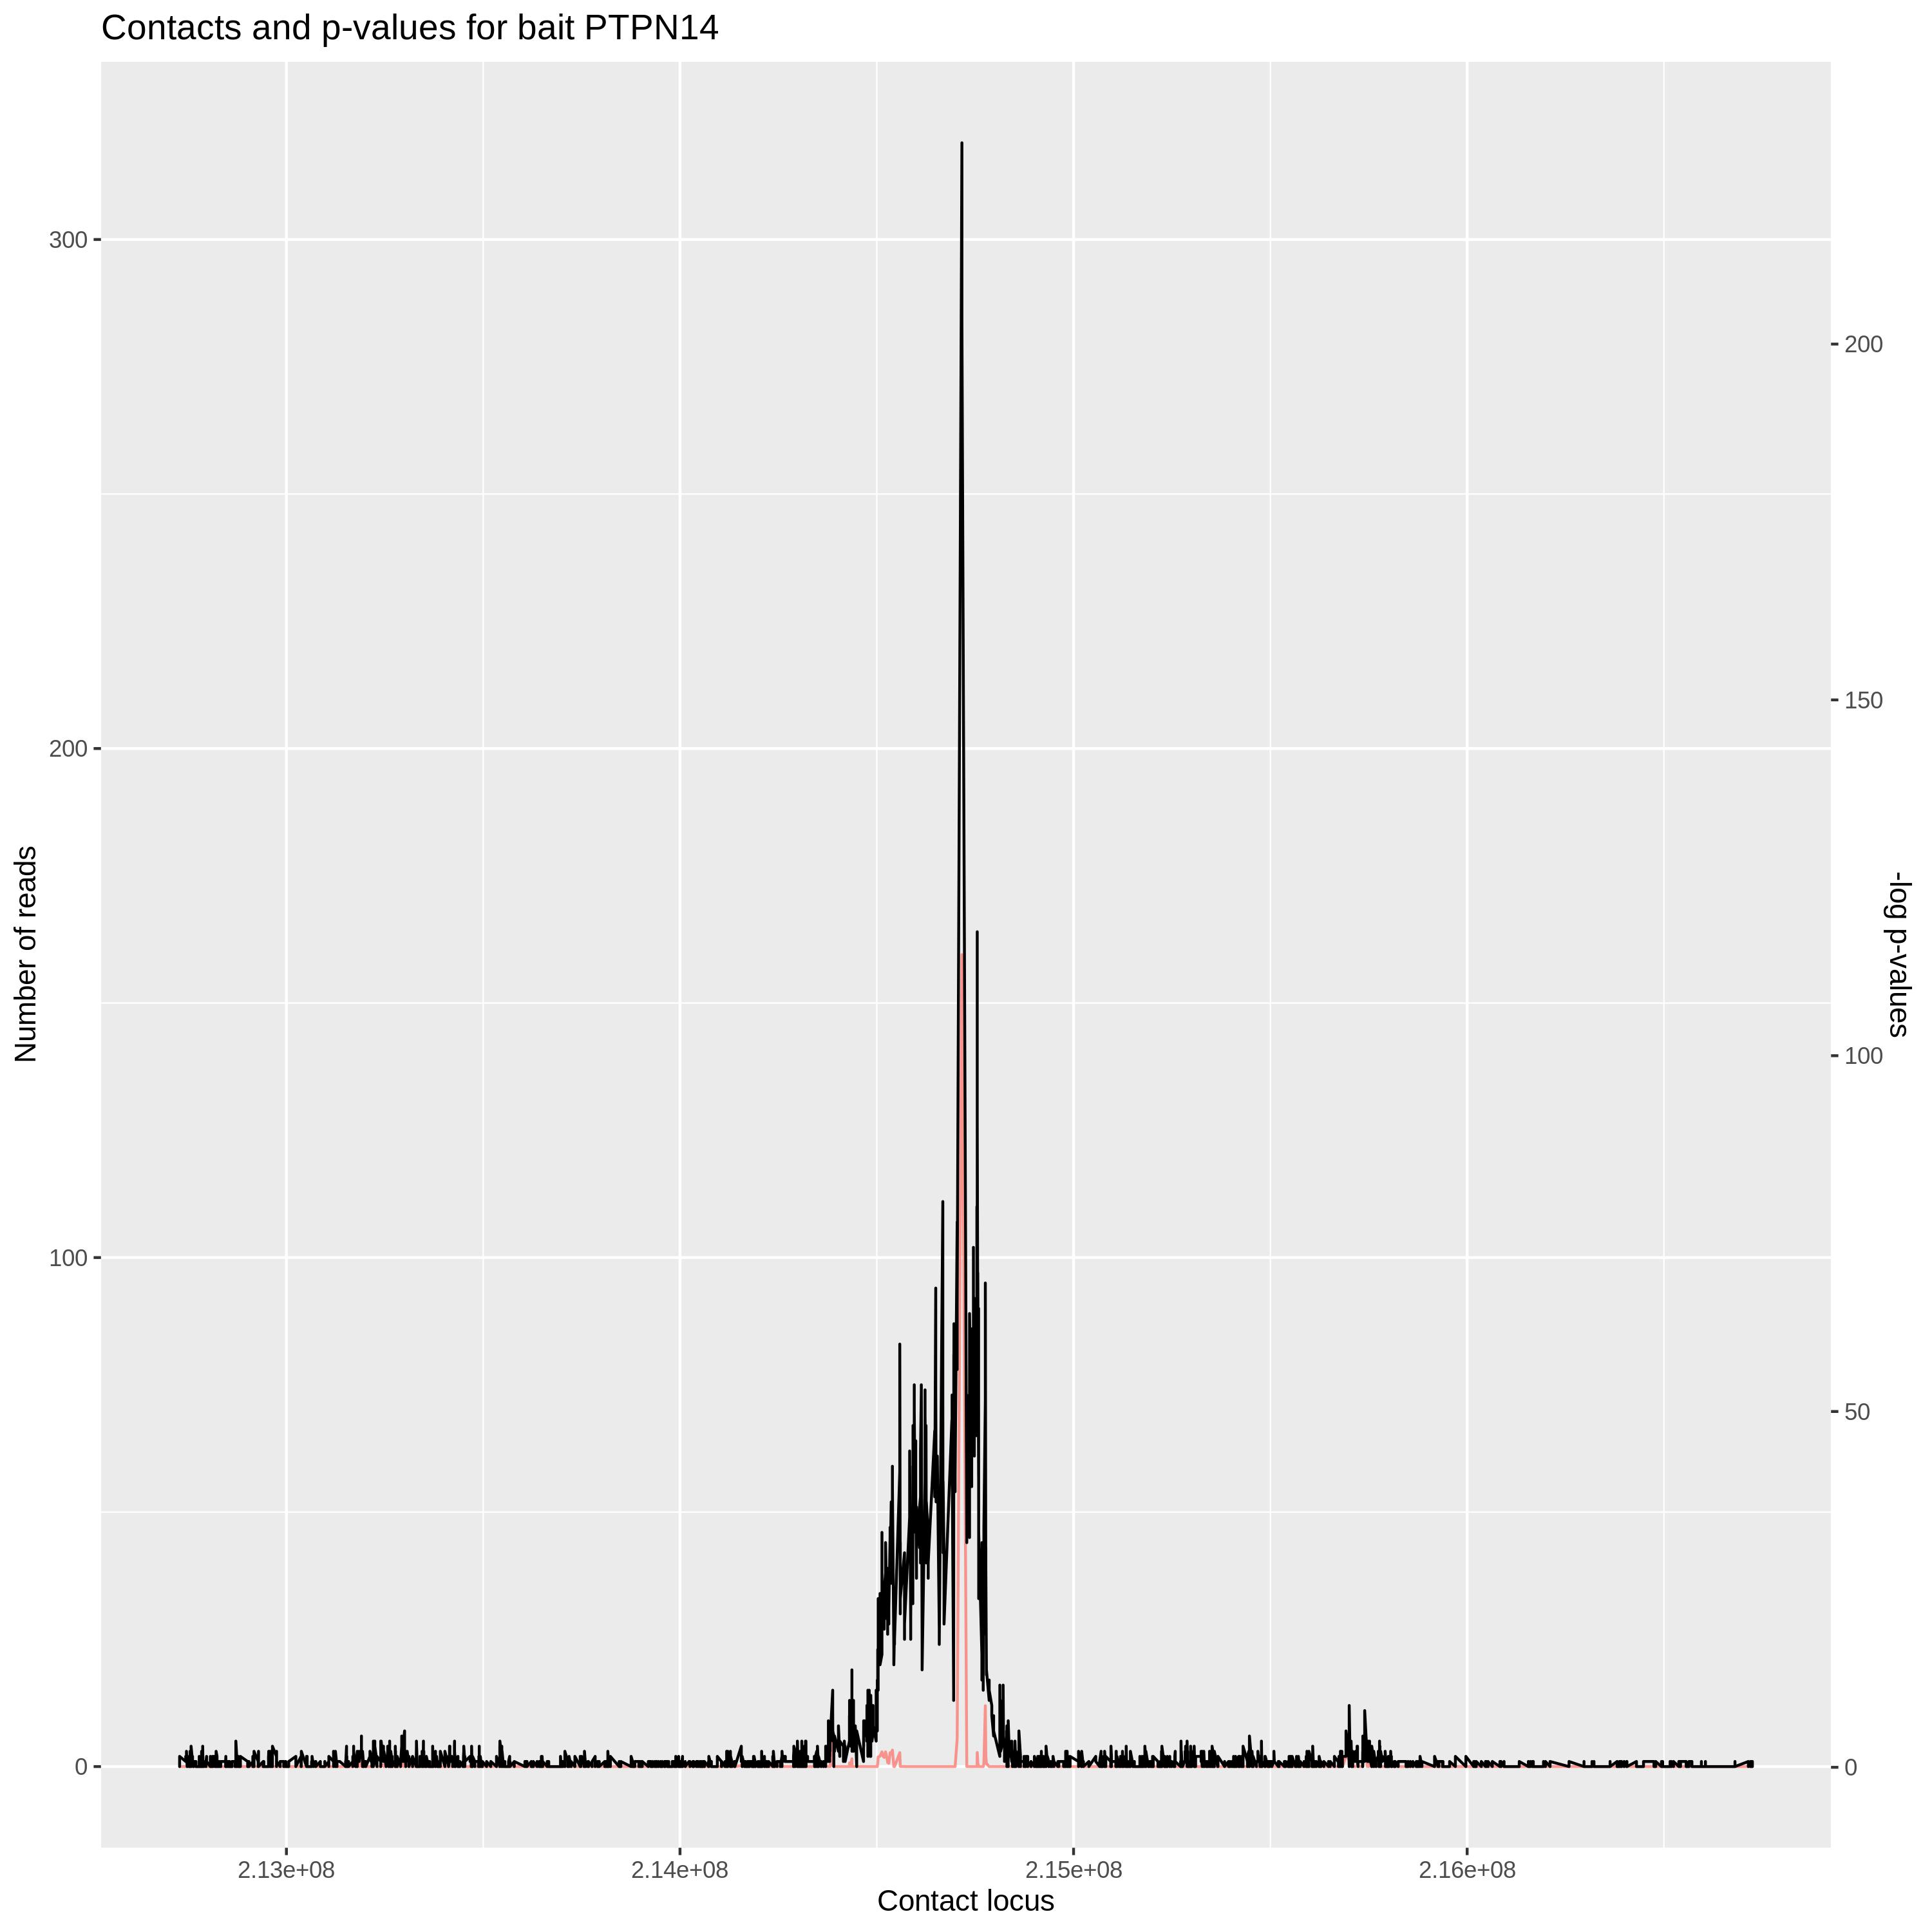 Contacts and p-values for bait PTPN14
300
200
100
0
Number of reads
200
150
100
50
0
-log p-values
2.13e+08
2.14e+08
2.15e+08
2.16e+08
Contact locus